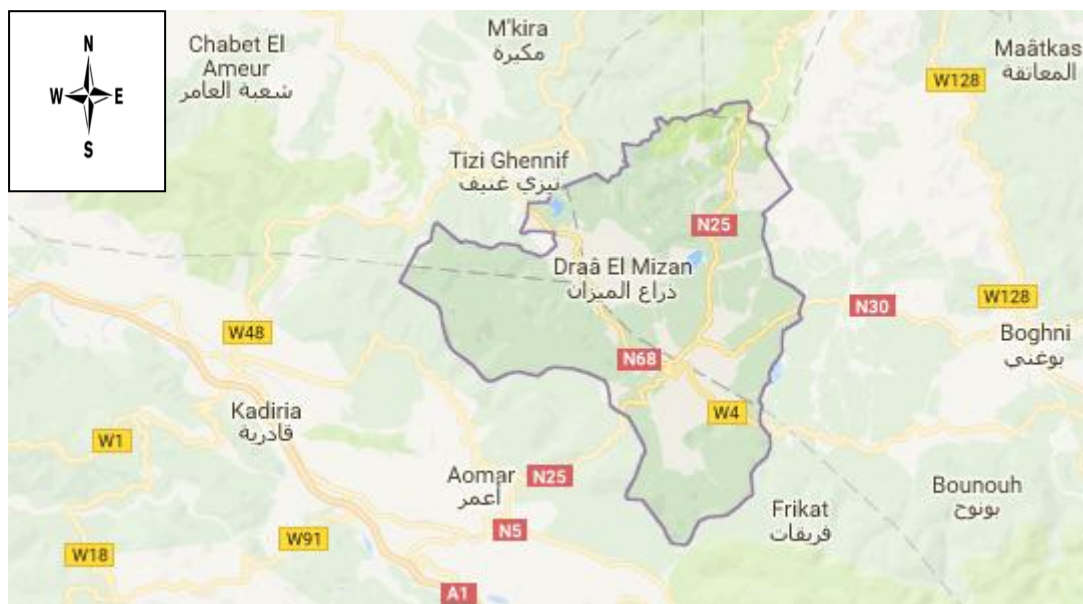 N
W E
S
Chabet El
Ameur
شعبة العامر
M'kira
مكيرة
Maâtkas
المعاتقة
W128
Tizi Ghennif
تيزي غنيف
N25
Draâ El Mizan
ذراع الميزان
W128
N30
Boghni
بوغني
W48
N68
Kadiria
قادرية
W4
W1
Aomar
أعمر
N25
Bounouh
بونوح
Frikat
فريقات
N5
W91
W18
A1